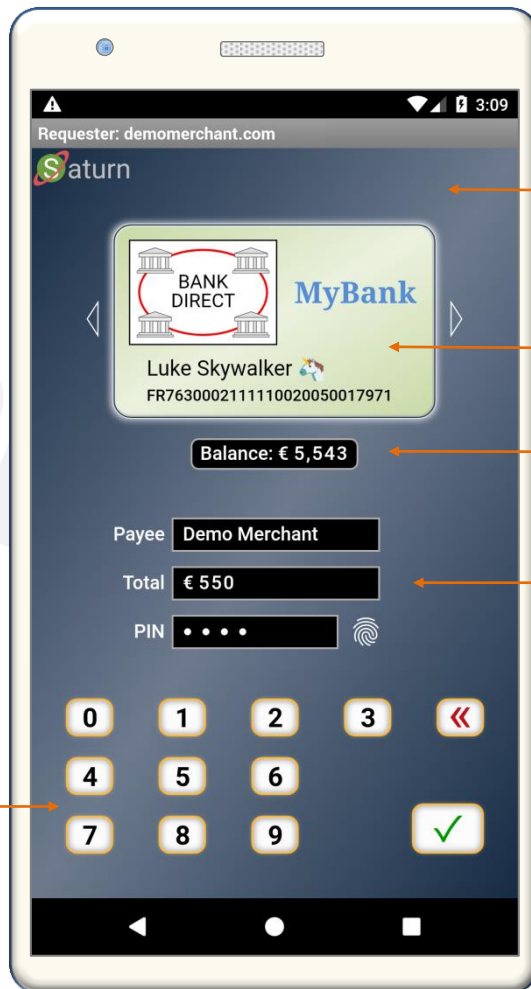 3:09
Requester: demomerchant.com
Saturn
BANK
DIRECT
MyBank
Luke Skywalker 🦄
FR7630002111110020050017971
Balance: € 5,543
Payee Demo Merchant
Total € 550
PIN • • • •
0 1 2 3 «
4 5 6
7 8 9 ✓